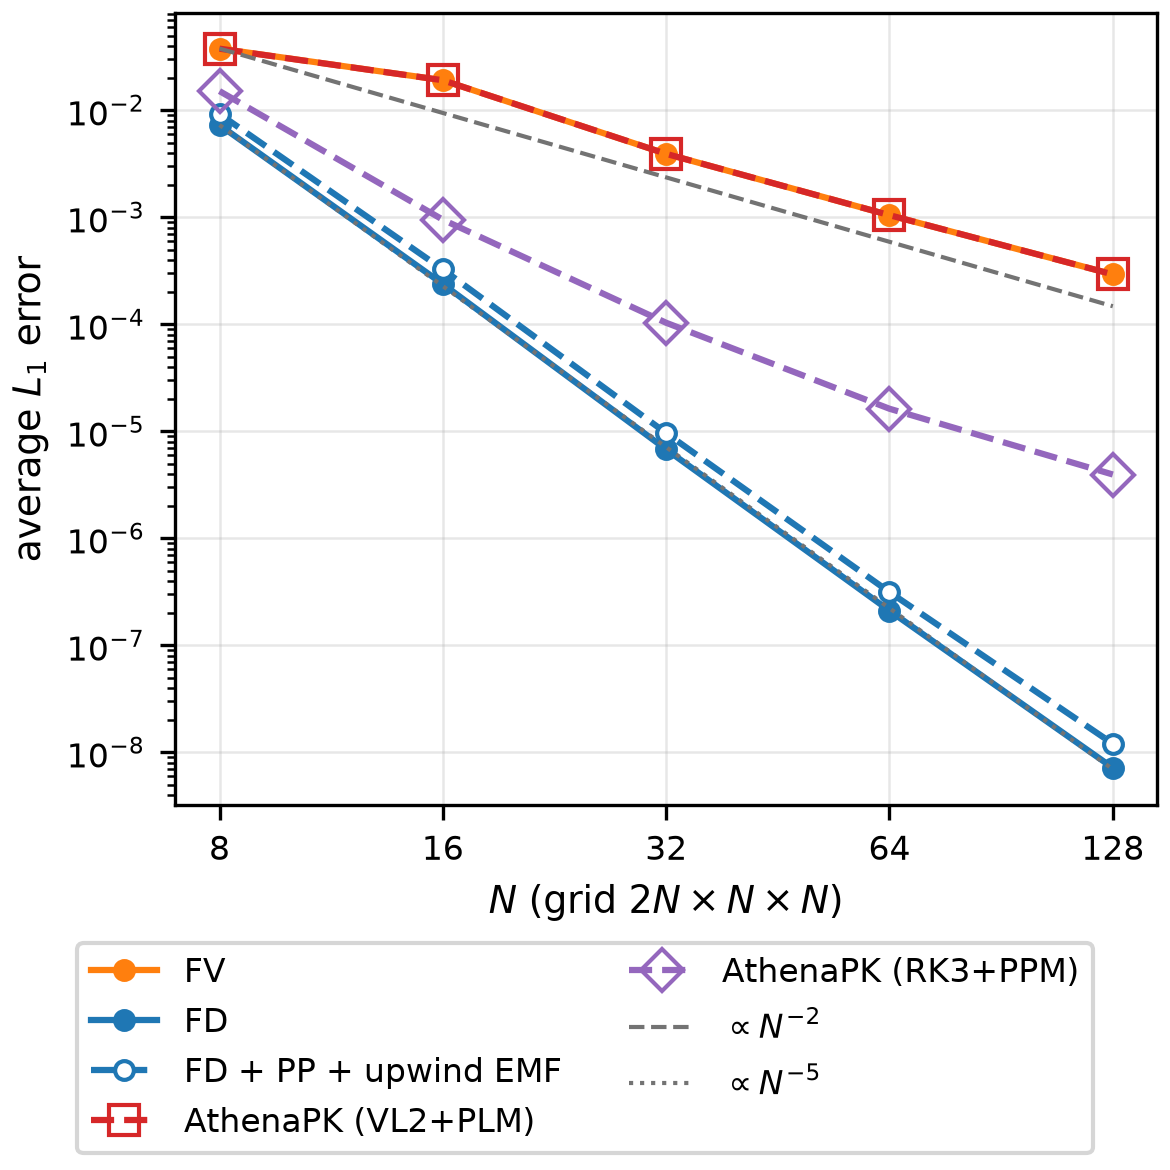 10⁻²
10⁻³
10⁻⁴
10⁻⁵
10⁻⁶
10⁻⁷
10⁻⁸
average L₁ error
8 16 32 64 128
N (grid 2N × N × N)
FV
FD
FD + PP + upwind EMF
AthenaPK (VL2+PLM)
AthenaPK (RK3+PPM)
∝ N⁻²
∝ N⁻⁵